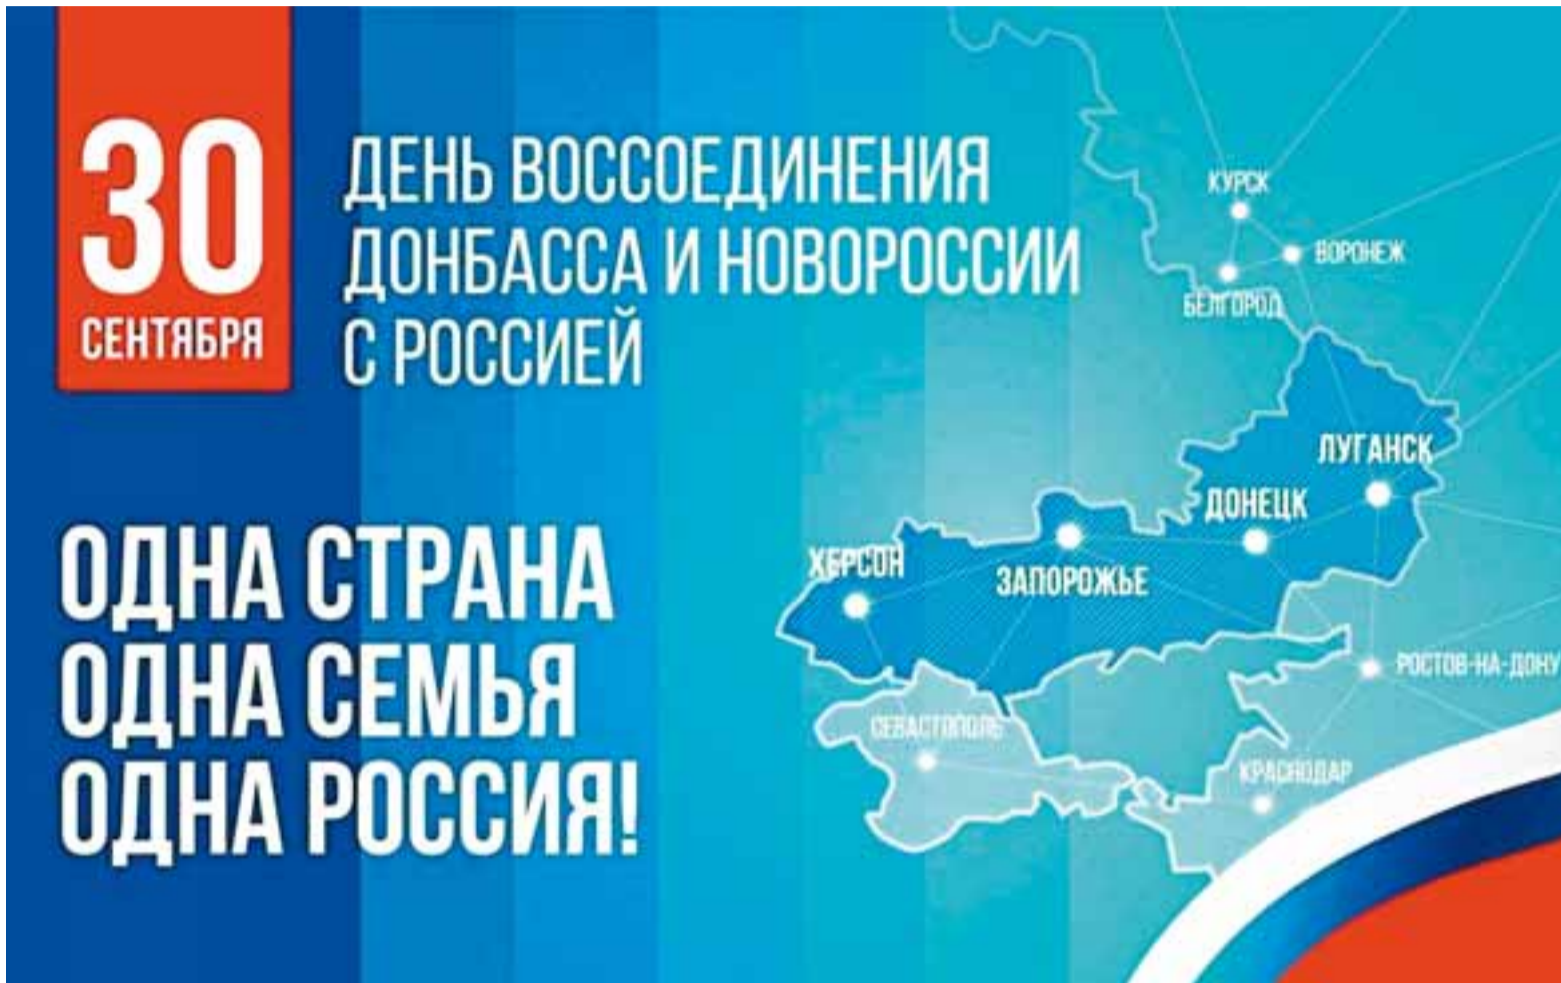 30
СЕНТЯБРЯ
ДЕНЬ ВОССОЕДИНЕНИЯ
ДОНБАССА И НОВОРОССИИ
С РОССИЕЙ
ОДНА СТРАНА
ОДНА СЕМЬЯ
ОДНА РОССИЯ!
КУРСК
ВОРОНЕЖ
БЕЛГОРОД
ЛУГАНСК
ДОНЕЦК
ХЕРСОН
ЗАПОРОЖЬЕ
РОСТОВ-НА-ДОНУ
СЕВАСТОПОЛЬ
КРАСНОДАР